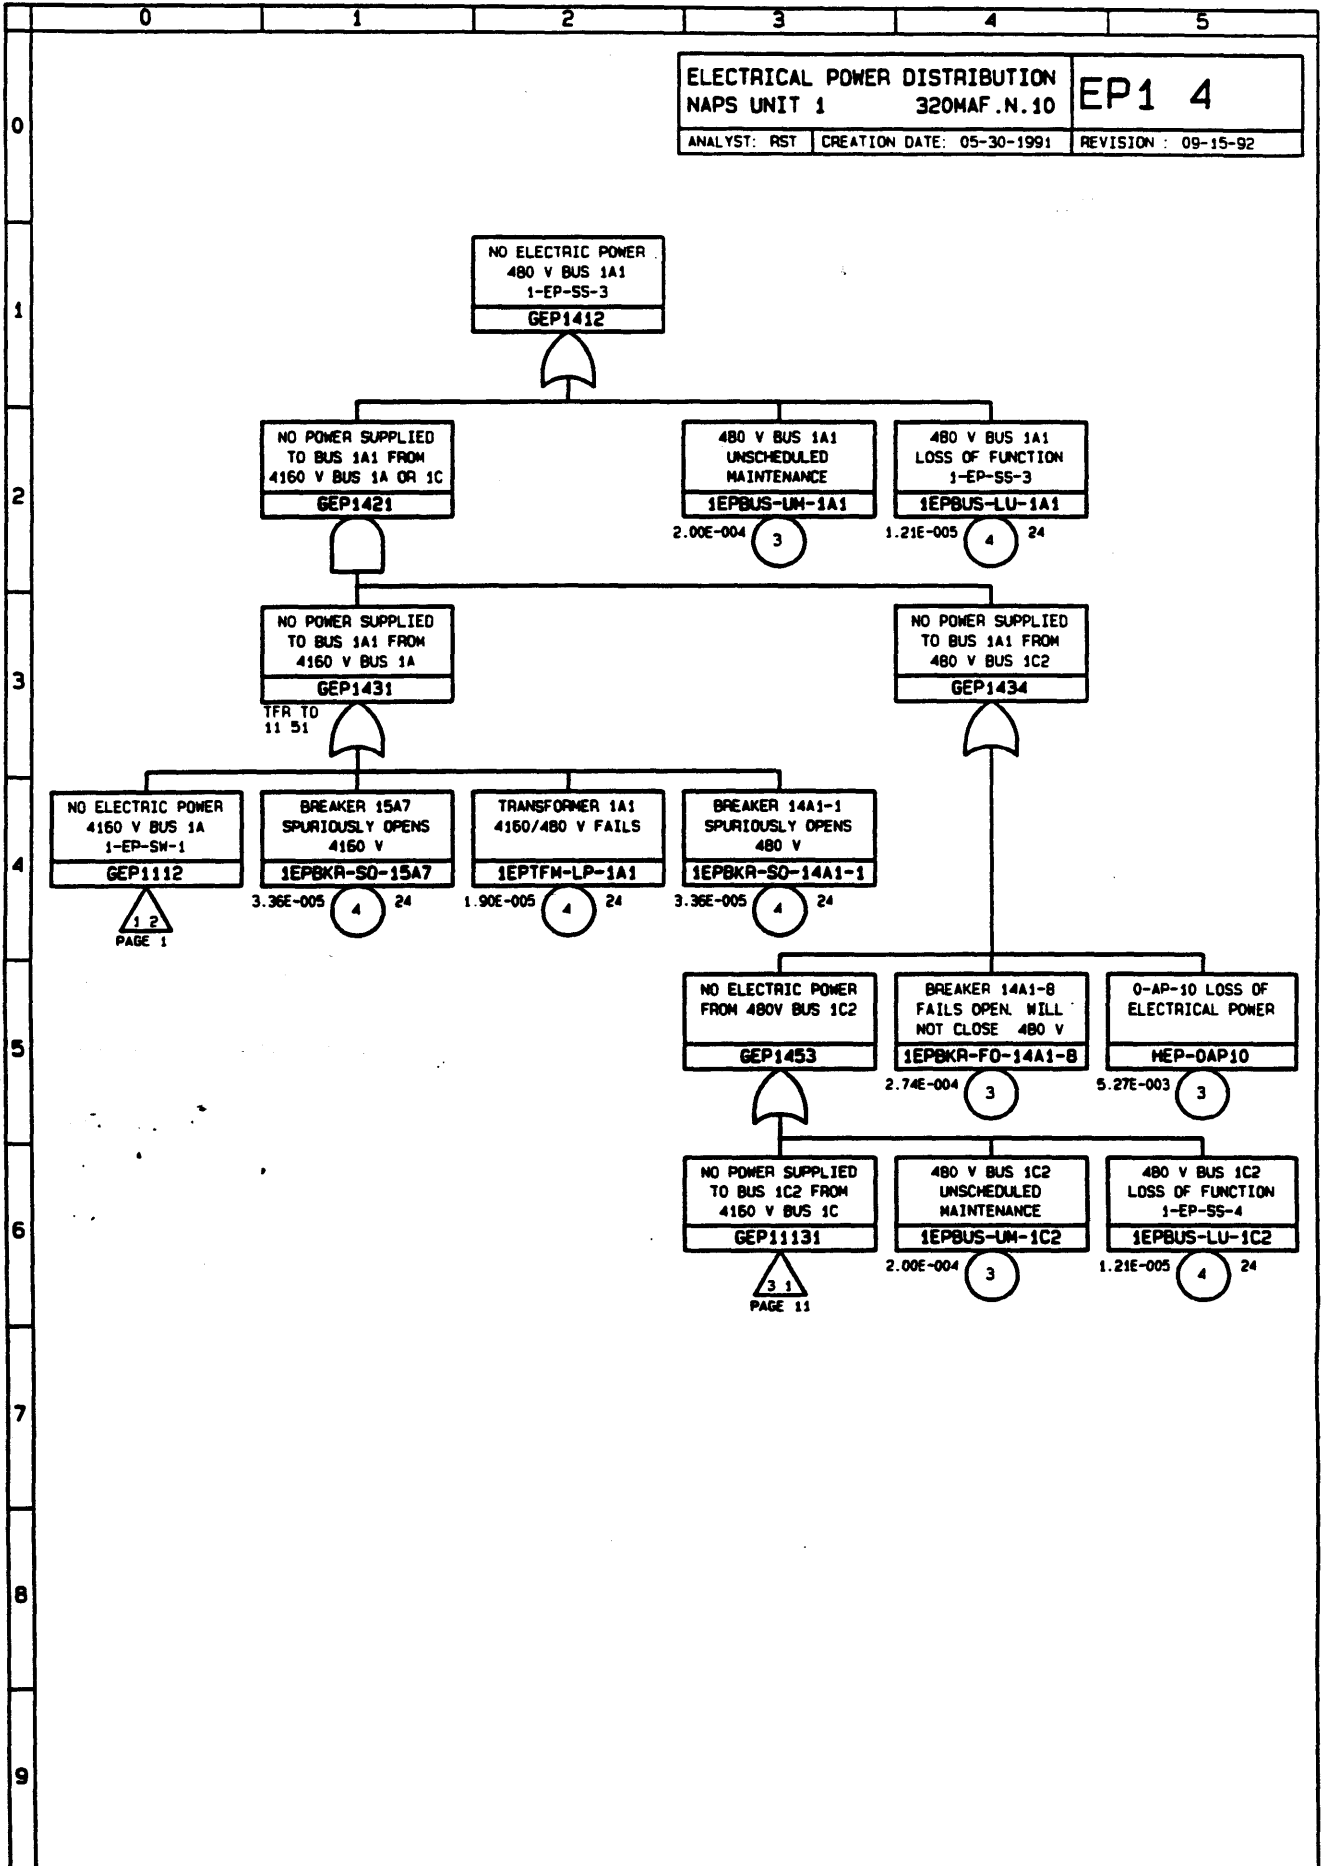 0 1 2 3 4 5
ELECTRICAL POWER DISTRIBUTION
NAPS UNIT 1 320MAF.N.10
EP1 4
ANALYST: RST CREATION DATE: 05-30-1991 REVISION : 09-15-92
0
NO ELECTRIC POWER
480 V BUS 1A1
1-EP-SS-3
GEP1412
1
NO POWER SUPPLIED
TO BUS 1A1 FROM
4160 V BUS 1A OR 1C
GEP1421
480 V BUS 1A1
UNSCHEDULED
MAINTENANCE
1EPBUS-UM-1A1
2.00E-004 3
480 V BUS 1A1
LOSS OF FUNCTION
1-EP-SS-3
1EPBUS-LU-1A1
1.21E-005 4 24
2
NO POWER SUPPLIED
TO BUS 1A1 FROM
4160 V BUS 1A
GEP1431
TFR TO
11 51
NO POWER SUPPLIED
TO BUS 1A1 FROM
480 V BUS 1C2
GEP1434
3
NO ELECTRIC POWER
4160 V BUS 1A
1-EP-SW-1
GEP1112
1 2
PAGE 1
BREAKER 15A7
SPURIOUSLY OPENS
4160 V
1EPBKR-SO-15A7
3.36E-005 4 24
TRANSFORMER 1A1
4160/480 V FAILS
1EPTFM-LP-1A1
1.90E-005 4 24
BREAKER 14A1-1
SPURIOUSLY OPENS
480 V
1EPBKR-SO-14A1-1
3.36E-005 4 24
4
NO ELECTRIC POWER
FROM 480V BUS 1C2
GEP1453
BREAKER 14A1-8
FAILS OPEN. WILL
NOT CLOSE 480 V
1EPBKR-FO-14A1-8
2.74E-004 3
0-AP-10 LOSS OF
ELECTRICAL POWER
HEP-0AP10
5.27E-003 3
5
NO POWER SUPPLIED
TO BUS 1C2 FROM
4160 V BUS 1C
GEP11131
3 1
PAGE 11
480 V BUS 1C2
UNSCHEDULED
MAINTENANCE
1EPBUS-UM-1C2
2.00E-004 3
480 V BUS 1C2
LOSS OF FUNCTION
1-EP-SS-4
1EPBUS-LU-1C2
1.21E-005 4 24
6
7
8
9